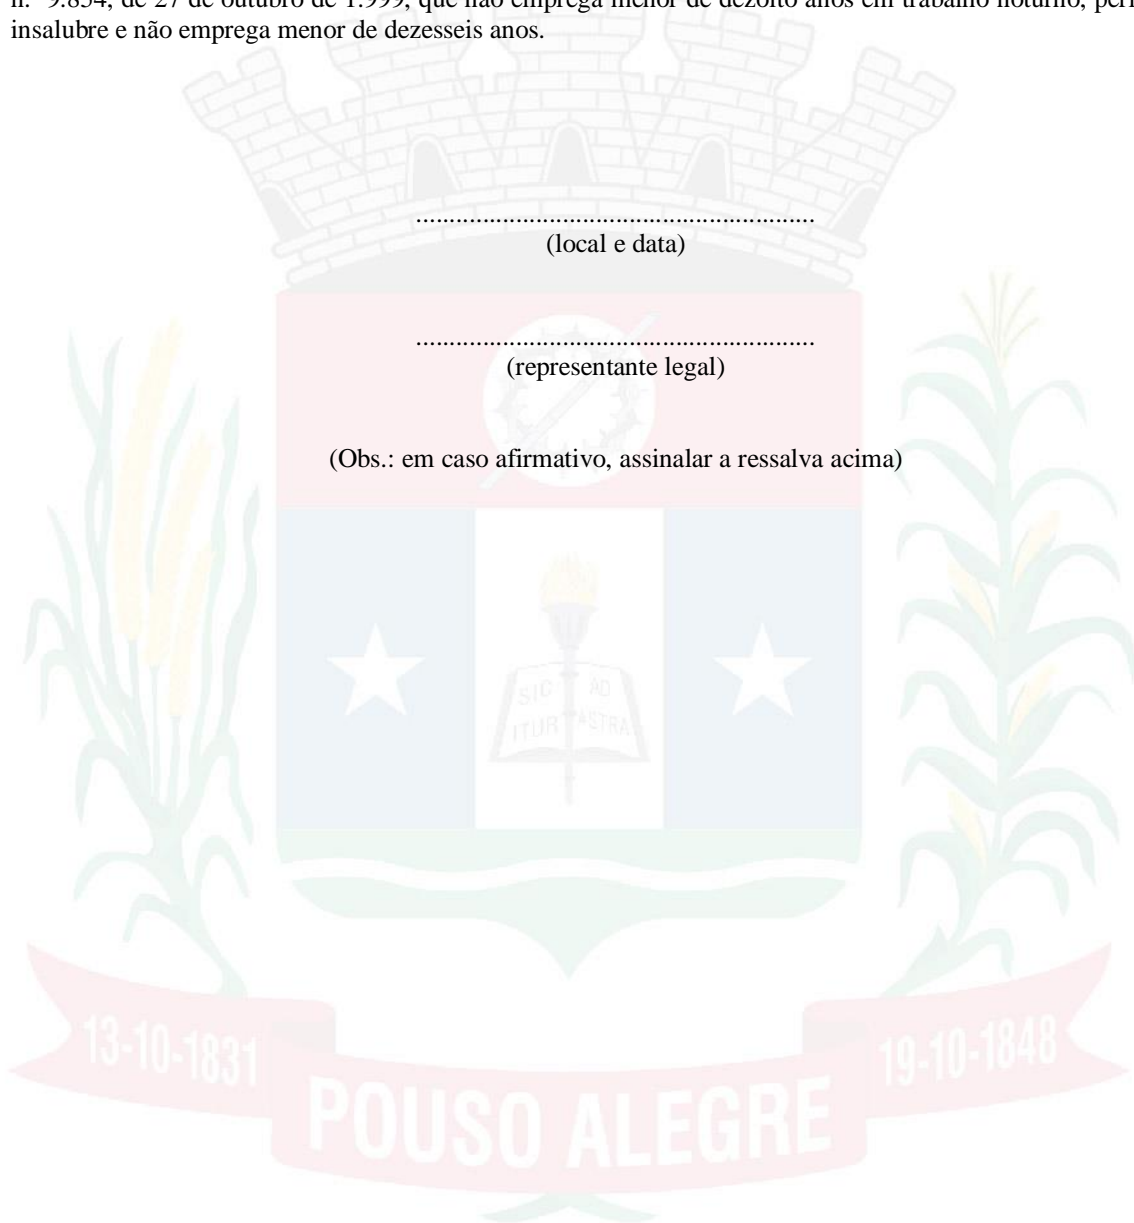 n.º 9.854, de 27 de outubro de 1.999, que não emprega menor de dezoito anos em trabalho noturno,
insalubre e não emprega menor de dezesseis anos.
............................................................
(local e data)
............................................................
(representante legal)
(Obs.: em caso afirmativo, assinalar a ressalva acima)
SIC AD
ITUR ASTRA
13-10-1831
19-10-1848
POUSO ALEGRE